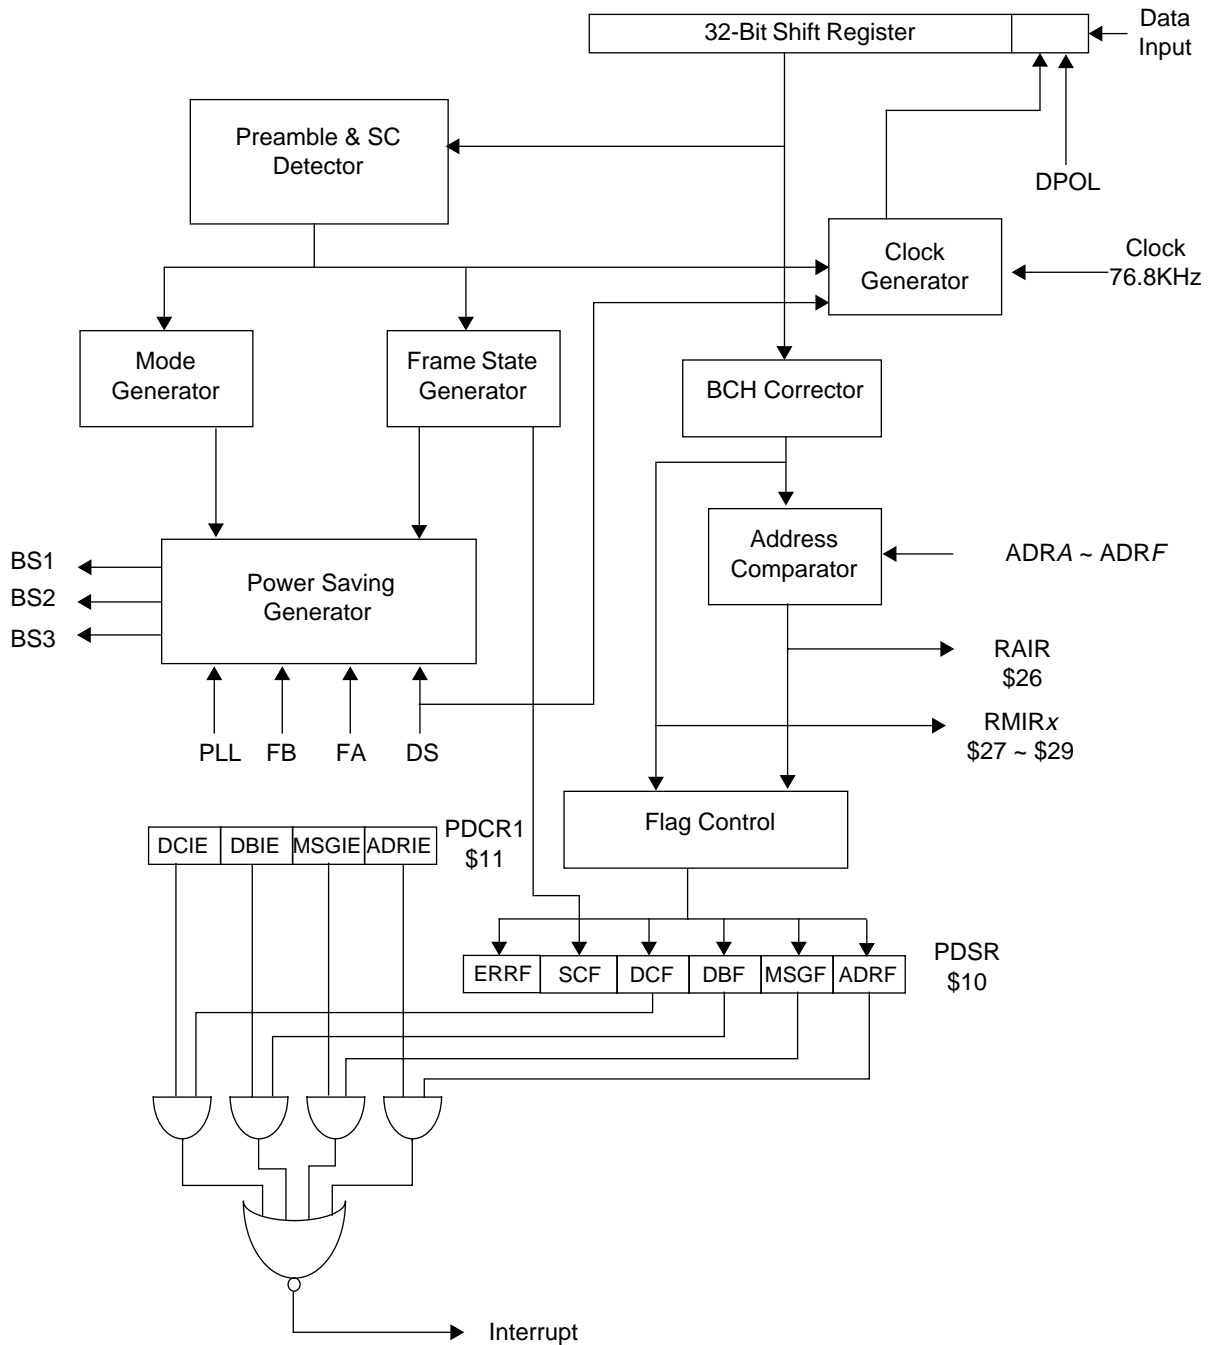 32-Bit Shift Register
Data
Input
Preamble & SC
Detector
DPOL
Clock
Generator
Clock
76.8KHz
Mode
Generator
Frame State
Generator
BCH Corrector
Address
Comparator
ADRA ~ ADRF
BS1
BS2
BS3
Power Saving
Generator
RAIR
$26
RMIRx
$27 ~ $29
PLL
FB
FA
DS
Flag Control
DCIE
DBIE
MSGIE
ADRIE
PDCR1
$11
ERRF
SCF
DCF
DBF
MSGF
ADRF
PDSR
$10
Interrupt